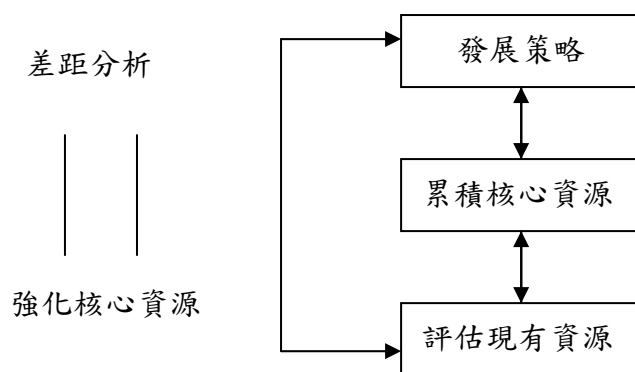 發展策略
差距分析
累積核心資源
強化核心資源
評估現有資源